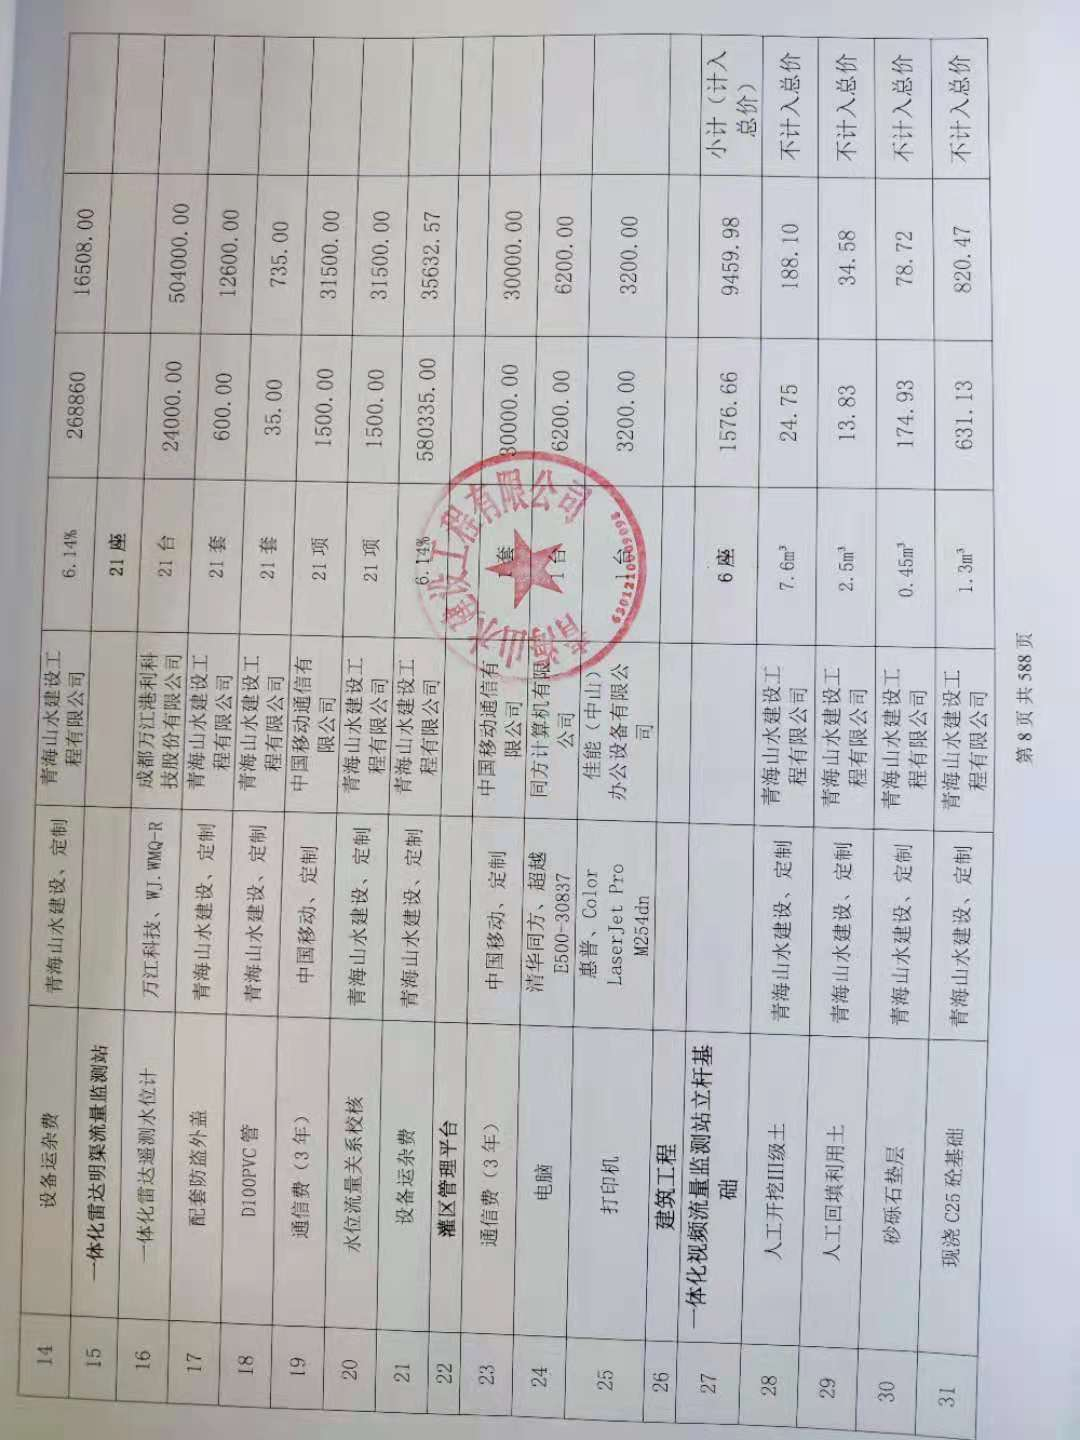 14 设备运杂费 青海山水建设、定制 青海山水建设工程有限公司 6.14% 268860 16508.00
15 一体化雷达明渠流量监测站 21座
16 一体化雷达遥测水位计 万江科技、WJ.WMQ-R 成都万江港利科技股份有限公司 21台 24000.00 504000.00
17 配套防盗外盖 青海山水建设、定制 青海山水建设工程有限公司 21套 600.00 12600.00
18 D100PVC管 青海山水建设、定制 青海山水建设工程有限公司 21套 35.00 735.00
19 通信费（3年） 中国移动、定制 中国移动通信有限公司 21项 1500.00 31500.00
20 水位流量关系校核 青海山水建设、定制 青海山水建设工程有限公司 21项 1500.00 31500.00
21 设备运杂费 青海山水建设、定制 青海山水建设工程有限公司 6.14% 580335.00 35632.57
22 灌区管理平台
23 通信费（3年） 中国移动、定制 中国移动通信有限公司 1套 30000.00 30000.00
24 电脑 清华同方、超越E500-30837 同方计算机有限公司 1台 6200.00 6200.00
25 打印机 惠普、Color LaserJet Pro M254dn 佳能（中山）办公设备有限公司 1台 3200.00 3200.00
26 建筑工程
27 一体化视频流量监测站立杆基础 6座 1576.66 9459.98 小计（计入总价）
28 人工开挖III级土 青海山水建设、定制 青海山水建设工程有限公司 7.6m³ 24.75 188.10 不计入总价
29 人工回填利用土 青海山水建设、定制 青海山水建设工程有限公司 2.5m³ 13.83 34.58 不计入总价
30 砂砾石垫层 青海山水建设、定制 青海山水建设工程有限公司 0.45m³ 174.93 78.72 不计入总价
31 现浇C25砼基础 青海山水建设、定制 青海山水建设工程有限公司 1.3m³ 631.13 820.47 不计入总价
青海山水建设工程有限公司
第 8 页 共 588 页